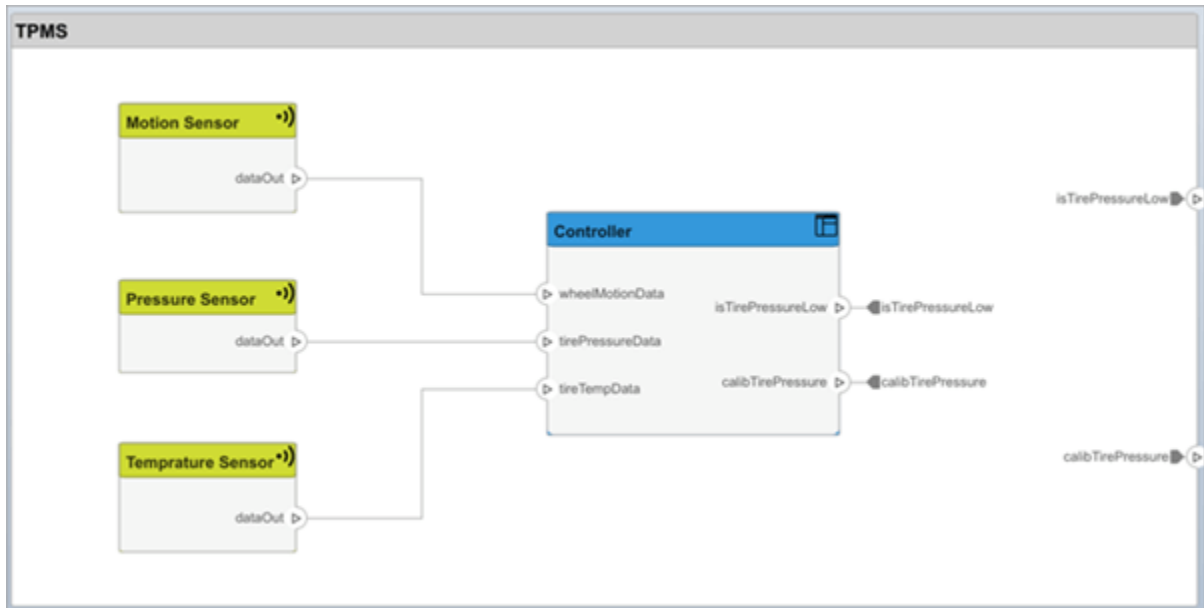 TPMS
Motion Sensor
dataOut
Pressure Sensor
dataOut
Temprature Sensor
dataOut
Controller
wheelMotionData
tirePressureData
tireTempData
isTirePressureLow
calibTirePressure
isTirePressureLow
calibTirePressure
isTirePressureLow
calibTirePressure